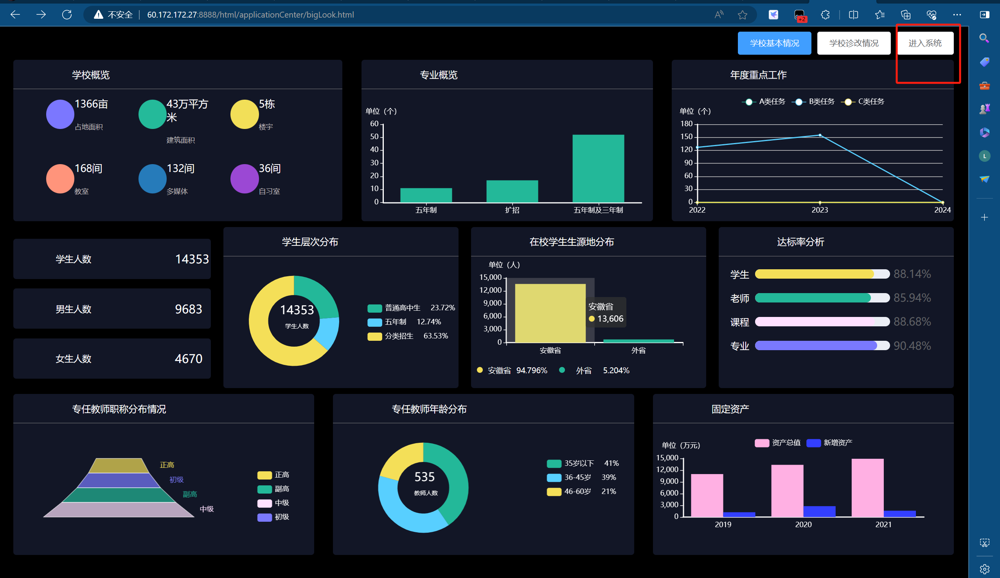 不安全
60.172.172.27:8888/html/applicationCenter/bigLook.html
+2
学校基本情况
学校诊改情况
进入系统
L
学校概览
1366亩
占地面积
43万平方
米
建筑面积
5栋
楼宇
168间
教室
132间
多媒体
36间
自习室
专业概览
单位（个）
60
50
40
30
20
10
0
五年制
扩招
五年制及三年制
年度重点工作
A类任务
B类任务
C类任务
单位（个）
180
150
120
90
60
30
0
2022
2023
2024
学生人数 14353
男生人数 9683
女生人数 4670
学生层次分布
14353
学生人数
普通高中生 23.72%
五年制 12.74%
分类招生 63.53%
在校学生生源地分布
单位（人）
15,000
12,000
9,000
6,000
3,000
0
安徽省
13,606
安徽省
外省
安徽省 94.796%
外省 5.204%
达标率分析
学生 88.14%
老师 85.94%
课程 88.68%
专业 90.48%
专任教师职称分布情况
正高
初级
副高
中级
正高
副高
中级
初级
专任教师年龄分布
535
教师人数
35岁以下 41%
36-45岁 39%
46-60岁 21%
固定资产
单位（万元）
资产总值
新增资产
15,000
12,000
9,000
6,000
3,000
0
2019
2020
2021